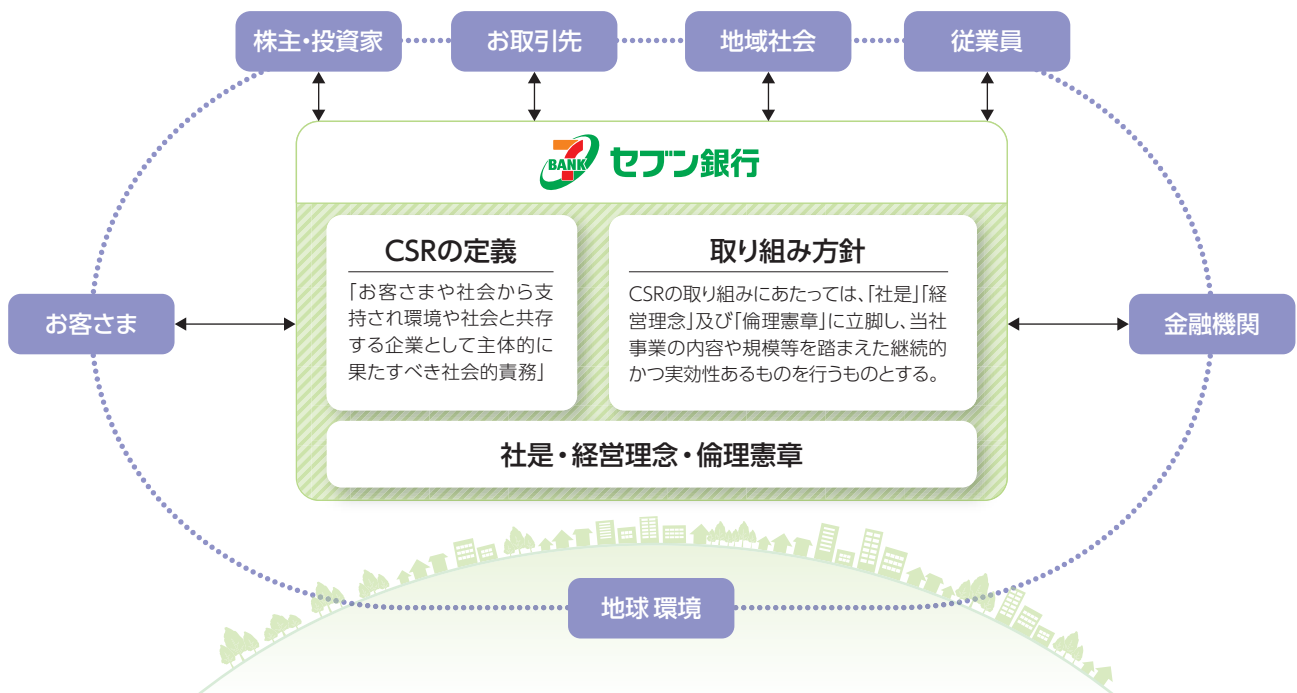 株主・投資家
お取引先
地域社会
従業員
7
BANK
セブン銀行
CSRの定義
「お客さまや社会から支
持され環境や社会と共存
する企業として主体的に
果たすべき社会的責務」
取り組み方針
CSRの取り組みにあたっては、「社是」「経
営理念」及び「倫理憲章」に立脚し、当社
事業の内容や規模等を踏まえた継続的
かつ実効性あるものを行うものとする。
お客さま
金融機関
社是・経営理念・倫理憲章
地球環境